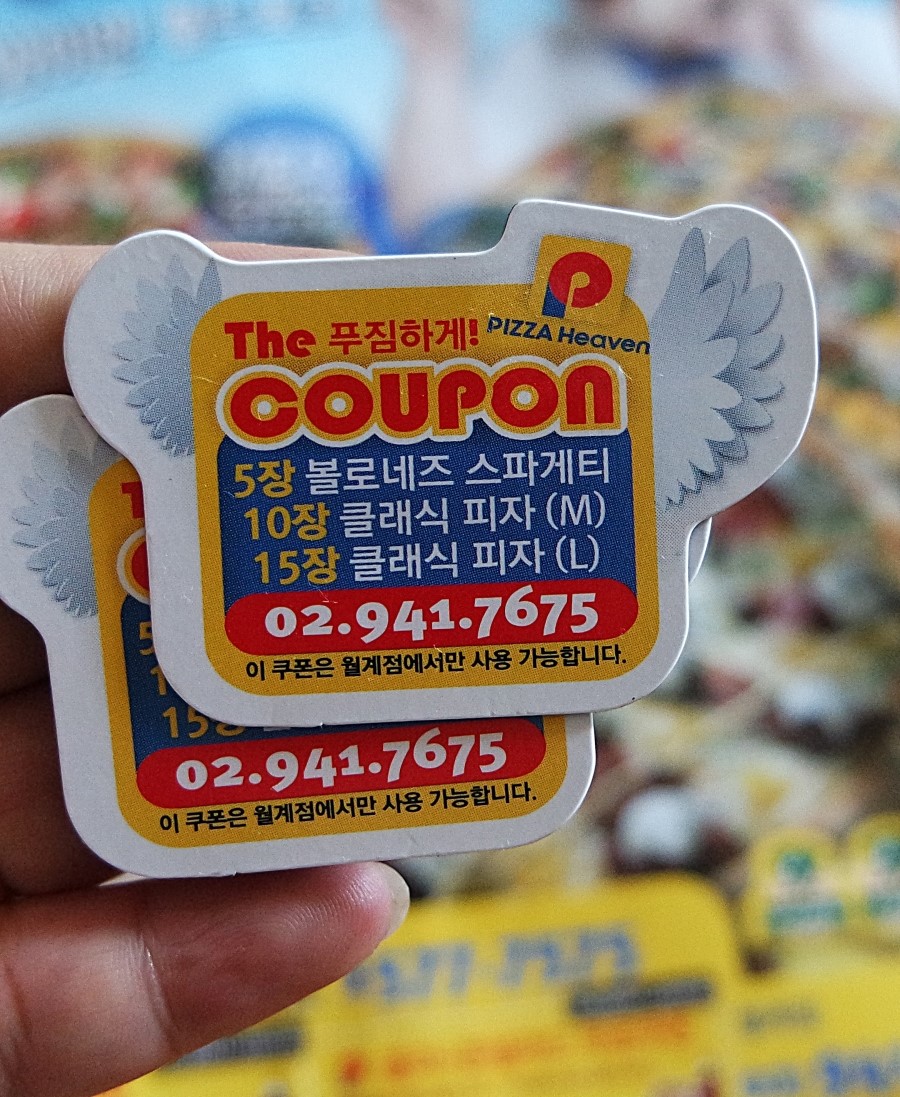 P
PIZZA Heaven
The 푸짐하게!
COUPON
5장 볼로네즈 스파게티
10장 클래식 피자 (M)
15장 클래식 피자 (L)
02.941.7675
이 쿠폰은 월계점에서만 사용 가능합니다.
02.941.7675
이 쿠폰은 월계점에서만 사용 가능합니다.